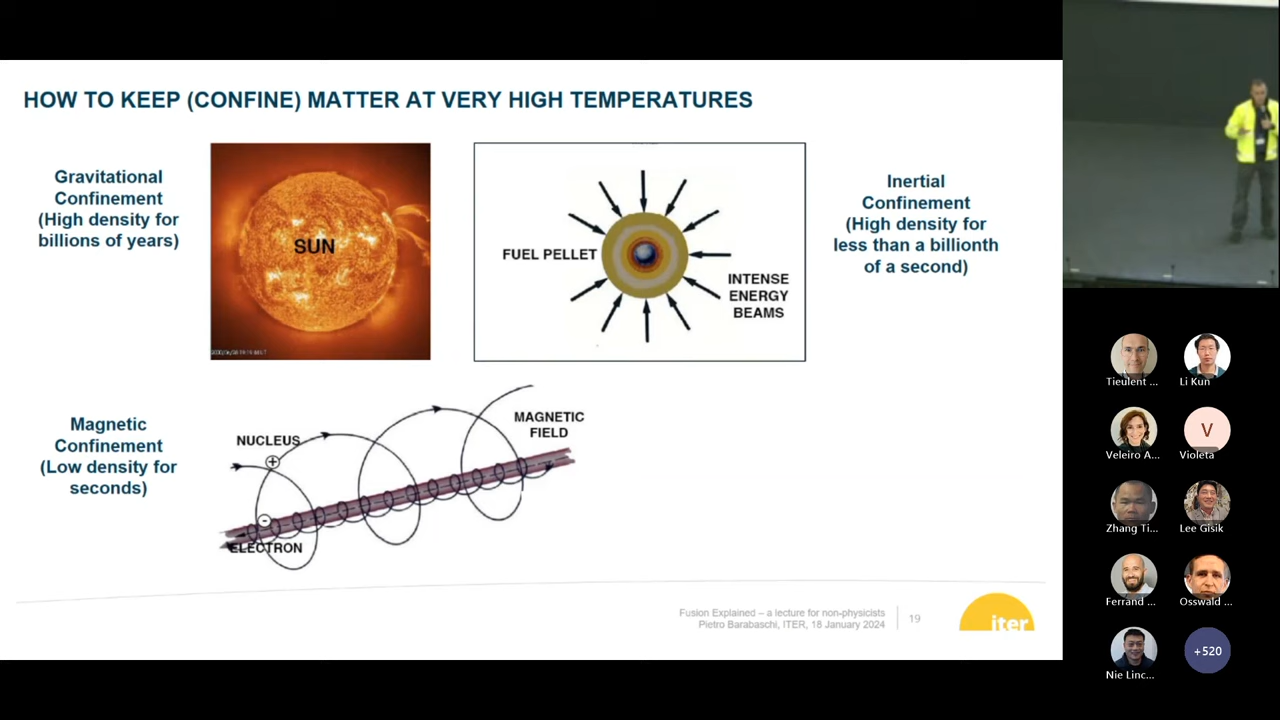 HOW TO KEEP (CONFINE) MATTER AT VERY HIGH TEMPERATURES
Gravitational
Confinement
(High density for
billions of years)
SUN
FUEL PELLET
INTENSE
ENERGY
BEAMS
Inertial
Confinement
(High density for
less than a billionth
of a second)
Magnetic
Confinement
(Low density for
seconds)
NUCLEUS
+
-
ELECTRON
MAGNETIC
FIELD
Fusion Explained – a lecture for non-physicists
Pietro Barabaschi, ITER, 18 January 2024
19
iter
Tieulent ...
Li Kun
Veleiro A...
V
Violeta
Zhang Ti...
Lee Gisik
Ferrand ...
Osswald ...
Nie Linc...
+520